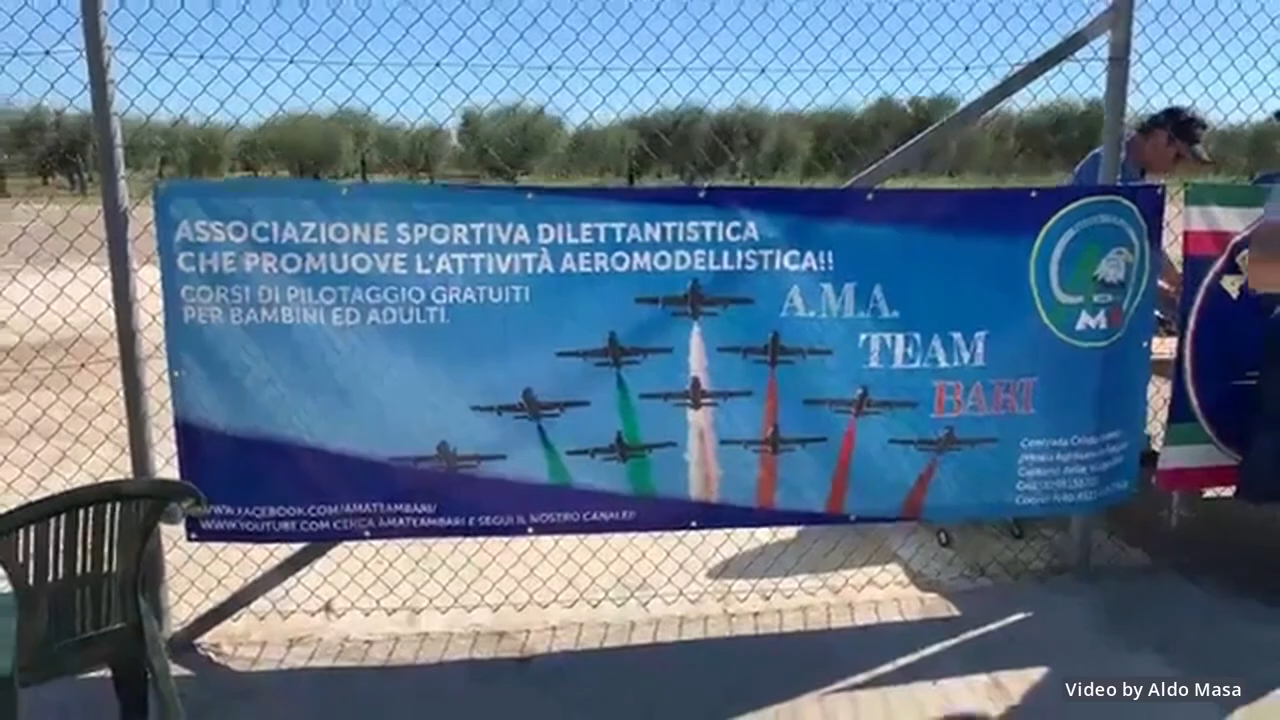 ASSOCIAZIONE SPORTIVA DILETTANTISTICA
CHE PROMUOVE L'ATTIVITÀ AEROMODELLISTICA!!
CORSI DI PILOTAGGIO GRATUITI
PER BAMBINI ED ADULTI.
A.M.A.
TEAM
BARI
Contrada
WWW.FACEBOOK.COM/AMATEAMBARI/
WWW.YOUTUBE.COM CERCA AMATEAMBARI E SEGUI IL NOSTRO CANALE!!
Video by Aldo Masa